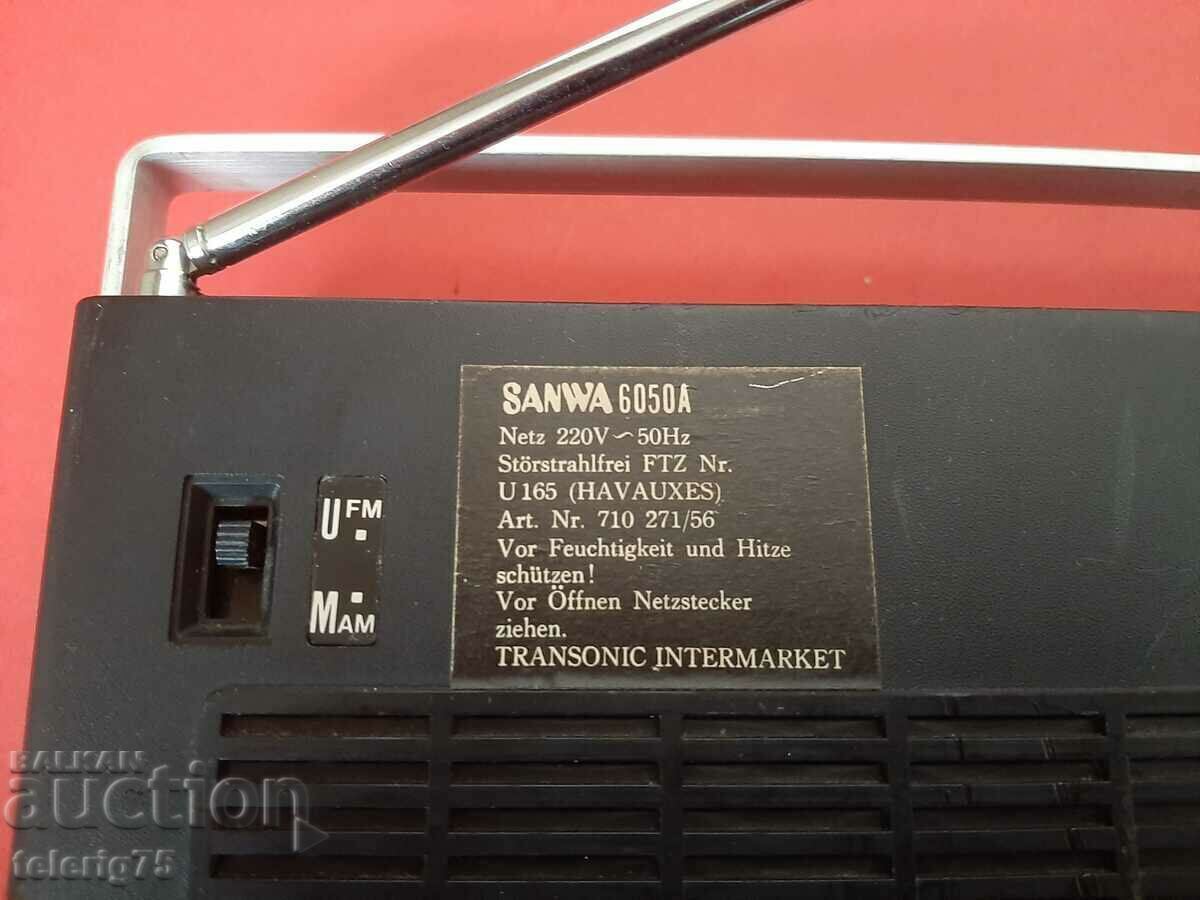 SANWA 6050A
Netz 220V～50Hz
Störstrahlfrei FTZ Nr.
U 165 (HAVAUXES)
Art. Nr. 710 271/56
Vor Feuchtigkeit und Hitze
schützen!
Vor Öffnen Netzstecker
ziehen.
TRANSONIC INTERMARKET
U FM
M AM
BALKAN
auction
telerig75